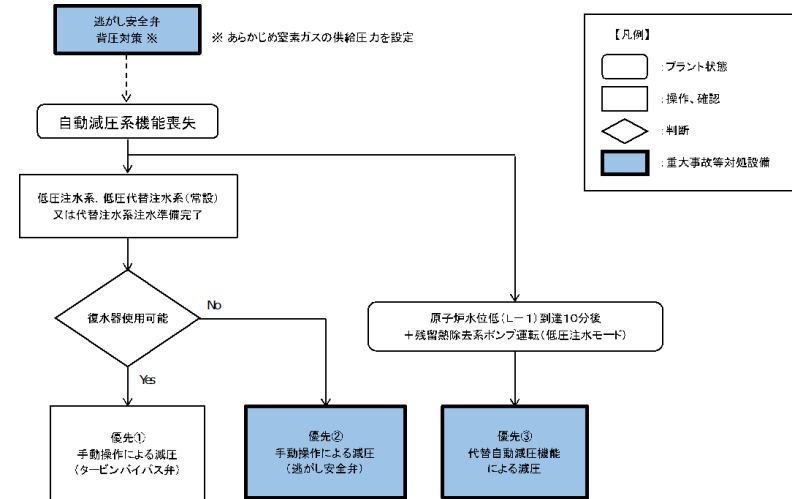 逃がし安全弁
背圧対策 ※
※ あらかじめ窒素ガスの供給圧力を設定
【凡例】
:プラント状態
:操作、確認
:判断
:重大事故等対処設備
自動減圧系機能喪失
低圧注水系、低圧代替注水系(常設)
又は代替注水系注水準備完了
復水器使用可能
No
Yes
原子炉水位低(L-1)到達10分後
+残留熱除去系ポンプ運転(低圧注水モード)
優先①
手動操作による減圧
(タービンバイパス弁)
優先②
手動操作による減圧
(逃がし安全弁)
優先③
代替自動減圧機能
による減圧